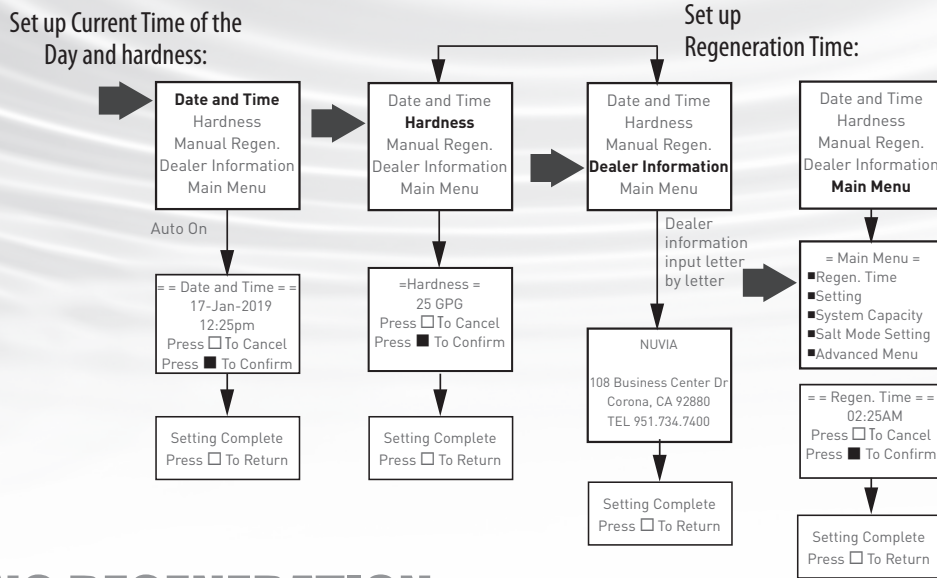 Set up Current Time of the
Day and hardness:
Set up
Regeneration Time:
Date and Time
Hardness
Manual Regen.
Dealer Information
Main Menu
Auto On
= = Date and Time = =
17-Jan-2019
12:25pm
Press □ To Cancel
Press ■ To Confirm
Setting Complete
Press □ To Return
Date and Time
Hardness
Manual Regen.
Dealer Information
Main Menu
=Hardness =
25 GPG
Press □ To Cancel
Press ■ To Confirm
Setting Complete
Press □ To Return
Date and Time
Hardness
Manual Regen.
Dealer Information
Main Menu
Dealer
information
input letter
by letter
NUVIA
108 Business Center Dr
Corona, CA 92880
TEL 951.734.7400
Setting Complete
Press □ To Return
Date and Time
Hardness
Manual Regen.
Dealer Information
Main Menu
= Main Menu =
■Regen. Time
■Setting
■System Capacity
■Salt Mode Setting
■Advanced Menu
= = Regen. Time = =
02:25AM
Press □ To Cancel
Press ■ To Confirm
Setting Complete
Press □ To Return